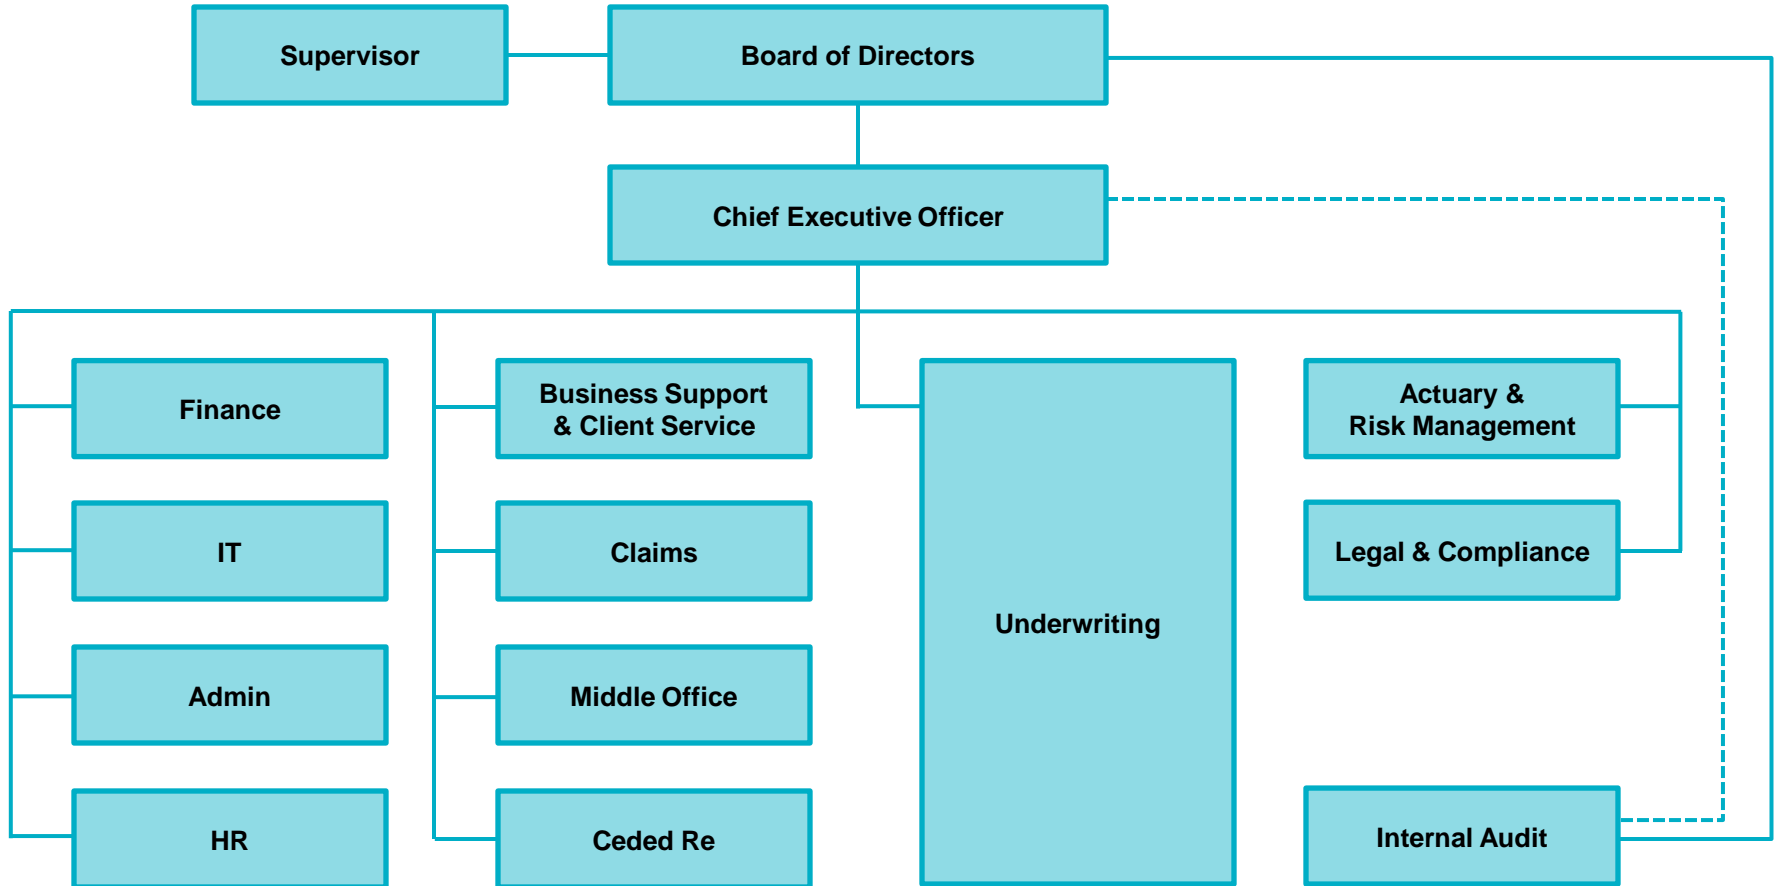 Supervisor
Board of Directors
Chief Executive Officer
Finance
Business Support
& Client Service
Underwriting
Actuary &
Risk Management
IT
Claims
Legal & Compliance
Admin
Middle Office
HR
Ceded Re
Internal Audit